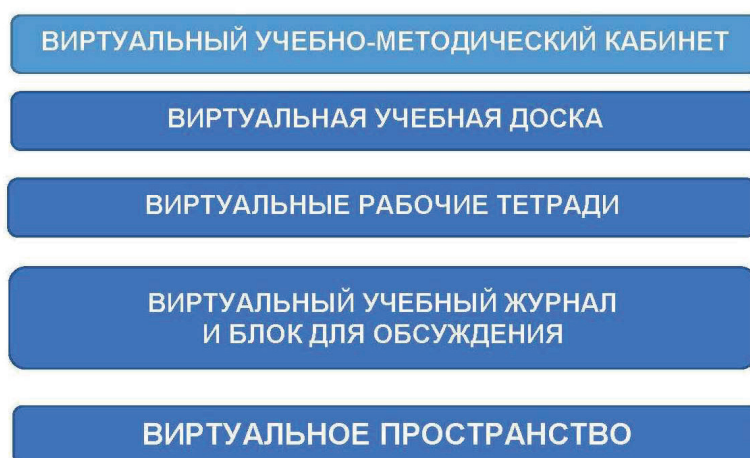 ВИРТУАЛЬНЫЙ УЧЕБНО-МЕТОДИЧЕСКИЙ КАБИНЕТ
ВИРТУАЛЬНАЯ УЧЕБНАЯ ДОСКА
ВИРТУАЛЬНЫЕ РАБОЧИЕ ТЕТРАДИ
ВИРТУАЛЬНЫЙ УЧЕБНЫЙ ЖУРНАЛ
И БЛОК ДЛЯ ОБСУЖДЕНИЯ
ВИРТУАЛЬНОЕ ПРОСТРАНСТВО